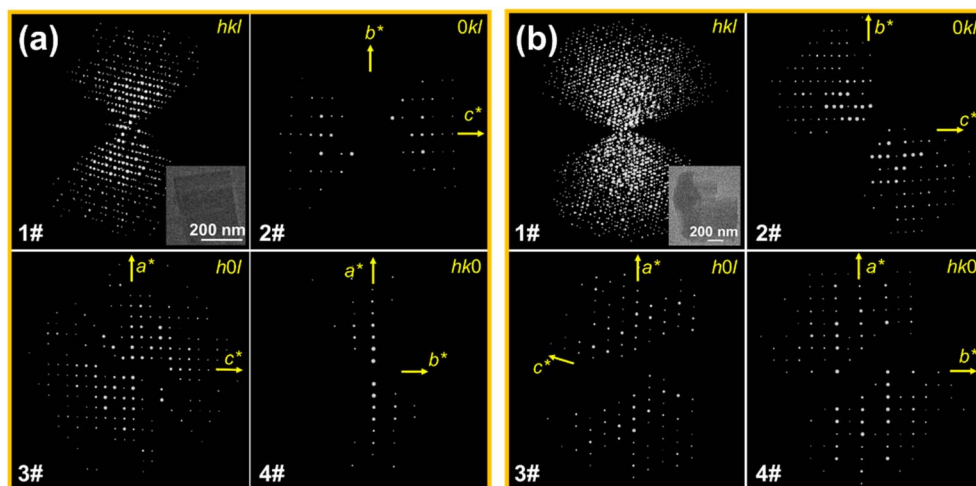 (a)
hkl
1#
200 nm
0kl
b*
c*
2#
h0l
a*
c*
3#
hk0
a*
b*
4#
(b)
hkl
1#
200 nm
0kl
b*
c*
2#
h0l
a*
c*
3#
hk0
a*
b*
4#